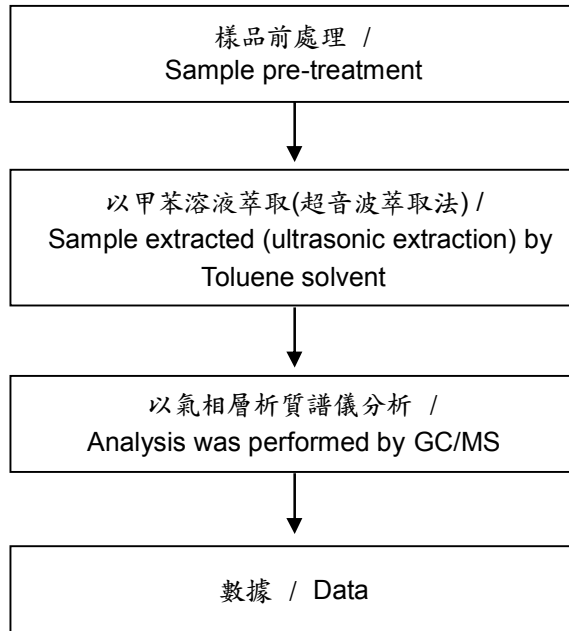 樣品前處理 /
Sample pre-treatment
以甲苯溶液萃取(超音波萃取法) /
Sample extracted (ultrasonic extraction) by
Toluene solvent
以氣相層析質譜儀分析 /
Analysis was performed by GC/MS
數據 / Data